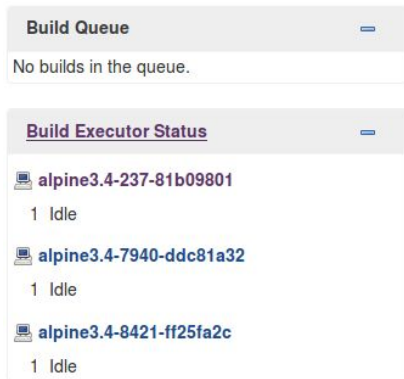 Build Queue
No builds in the queue.
Build Executor Status
alpine3.4-237-81b09801
1 Idle
alpine3.4-7940-ddc81a32
1 Idle
alpine3.4-8421-ff25fa2c
1 Idle